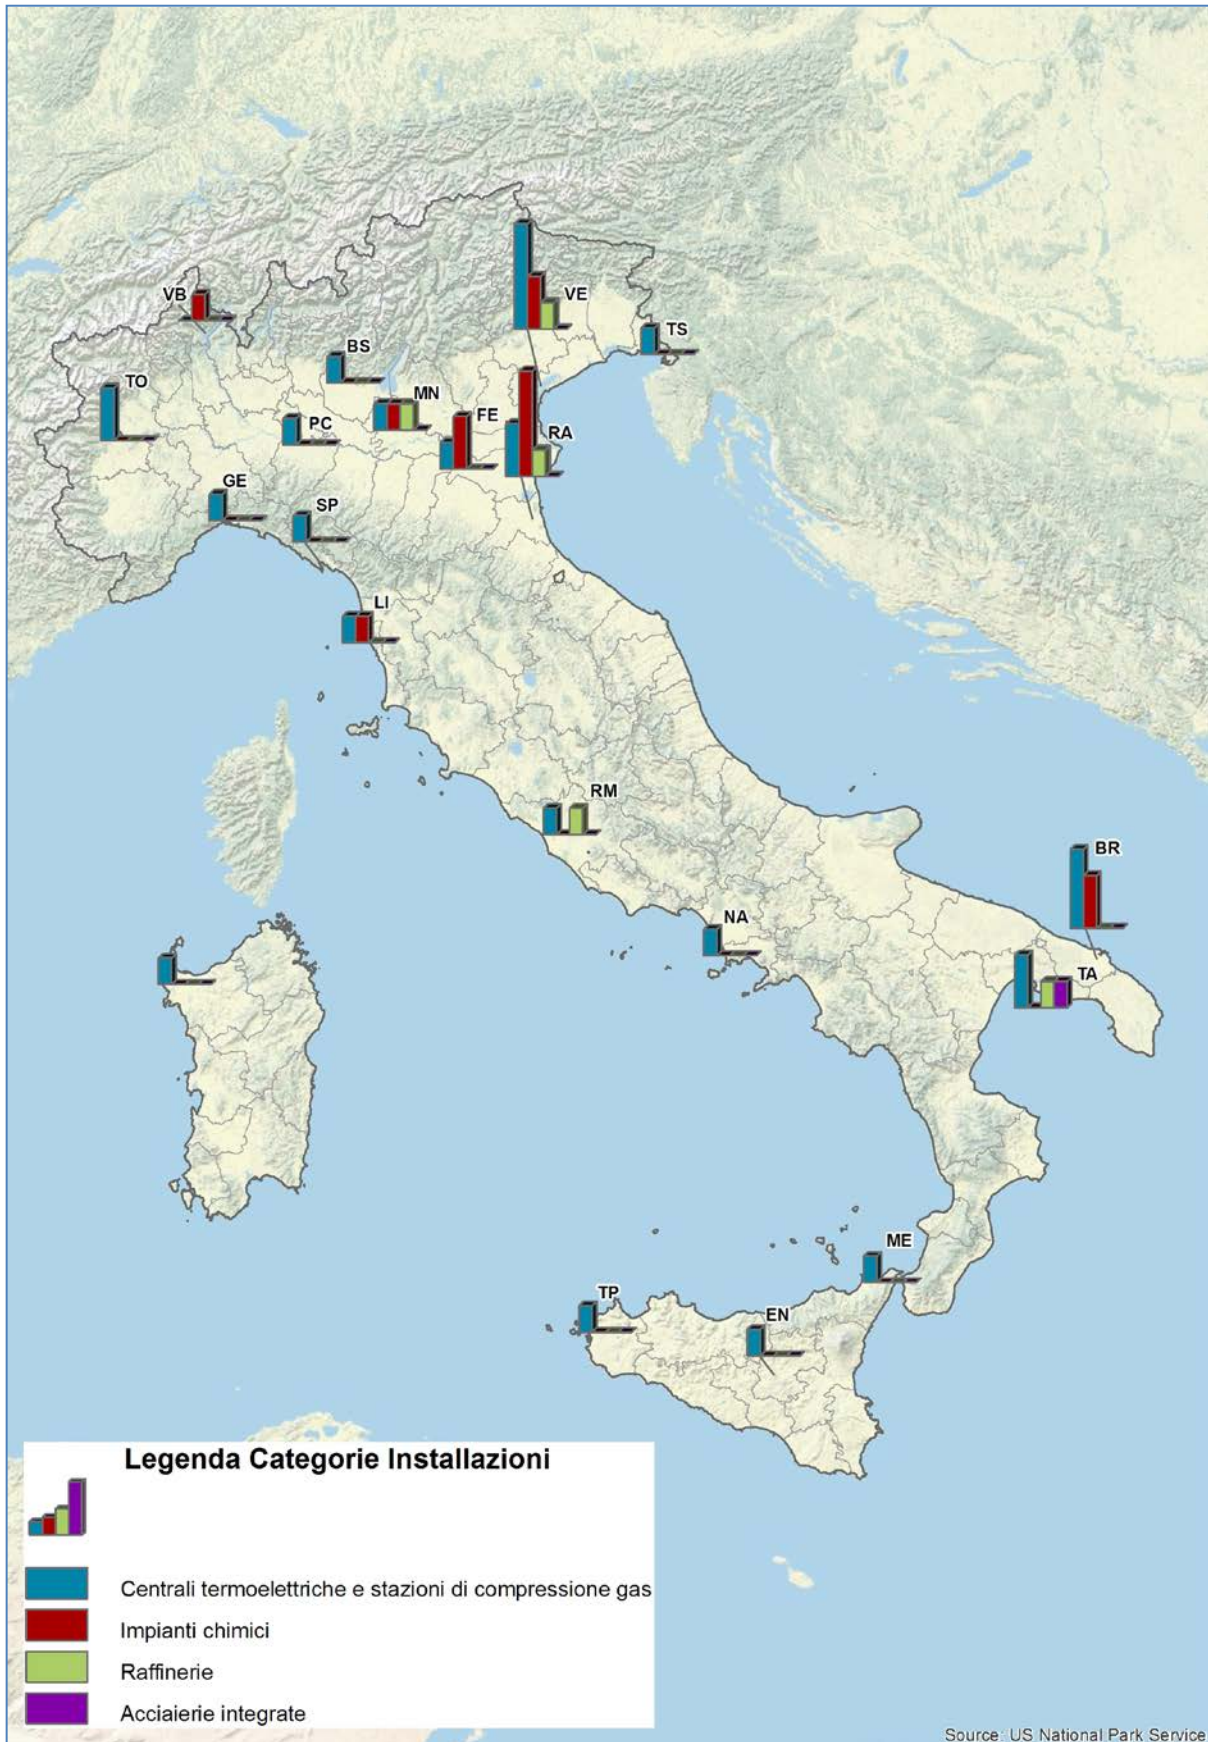 VB
VE
TS
BS
TO
MN
FE
PC
RA
GE
SP
LI
RM
BR
NA
TA
ME
TP
EN
Legenda Categorie Installazioni
Centrali termoelettriche e stazioni di compressione gas
Impianti chimici
Raffinerie
Acciaierie integrate
Source: US National Park Service